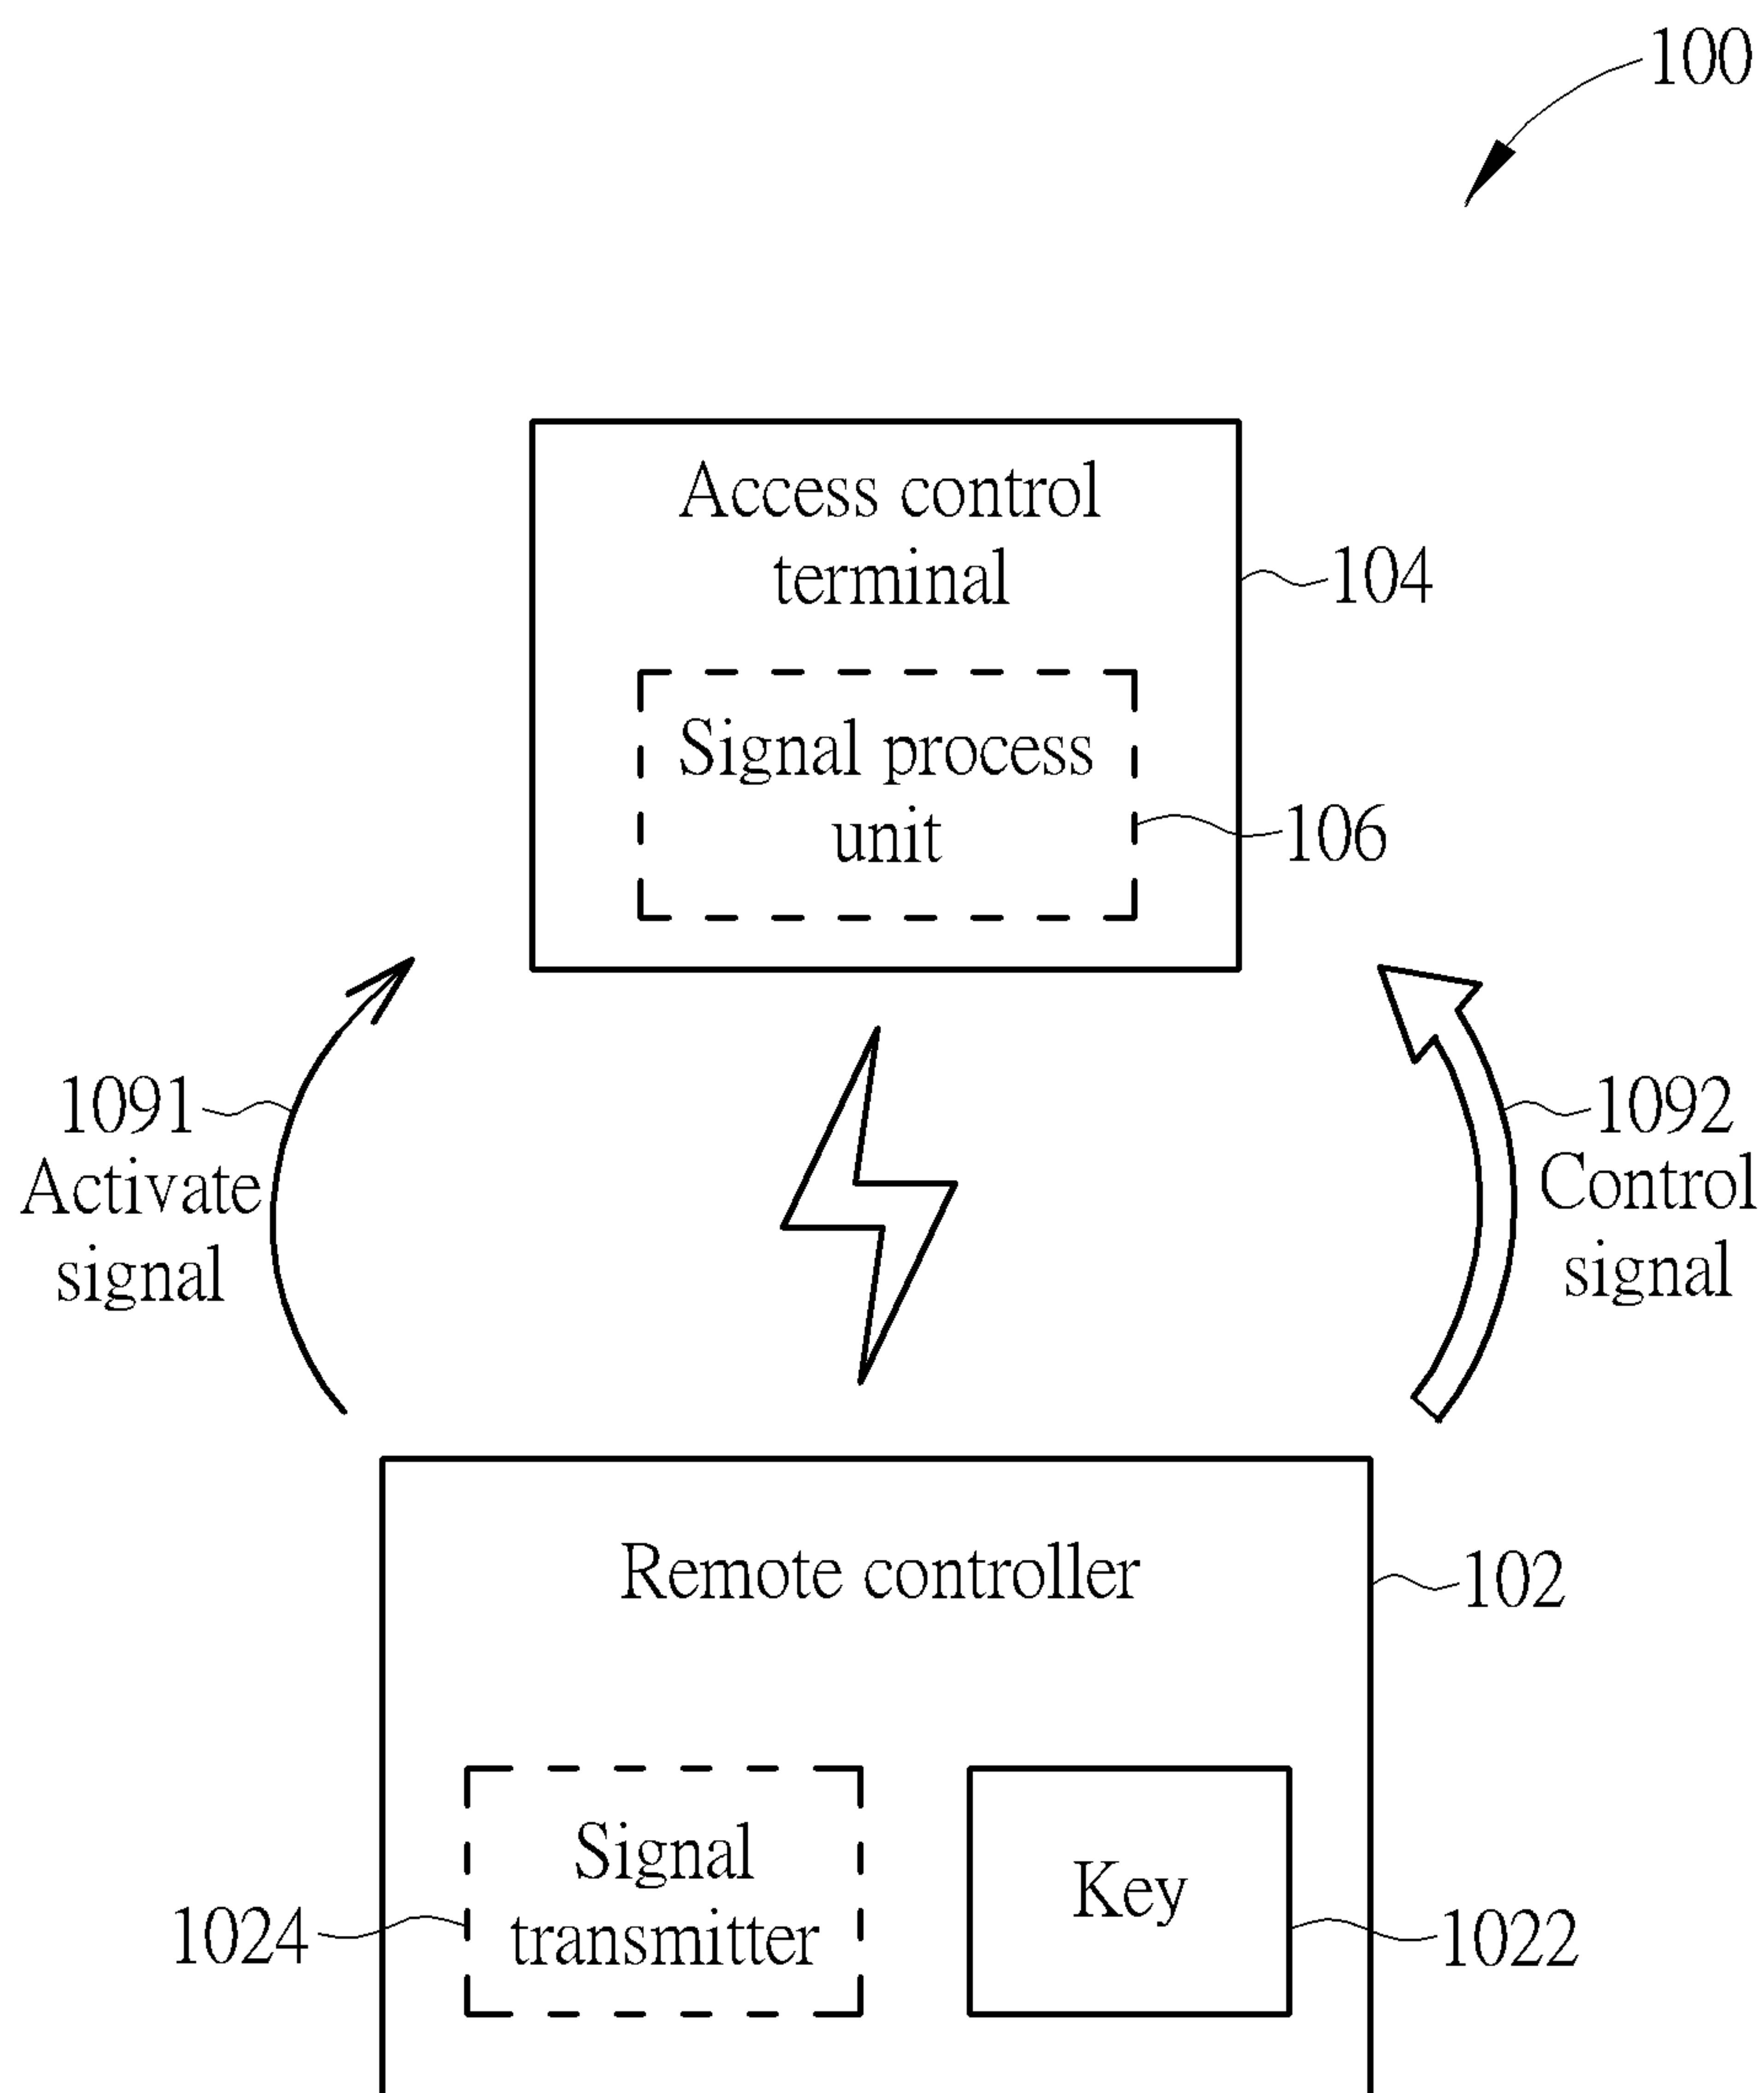 100
Access control
terminal
104
Signal process
unit
106
1091
Activate
signal
1092
Control
signal
Remote controller
102
Signal
transmitter
1024
Key
1022